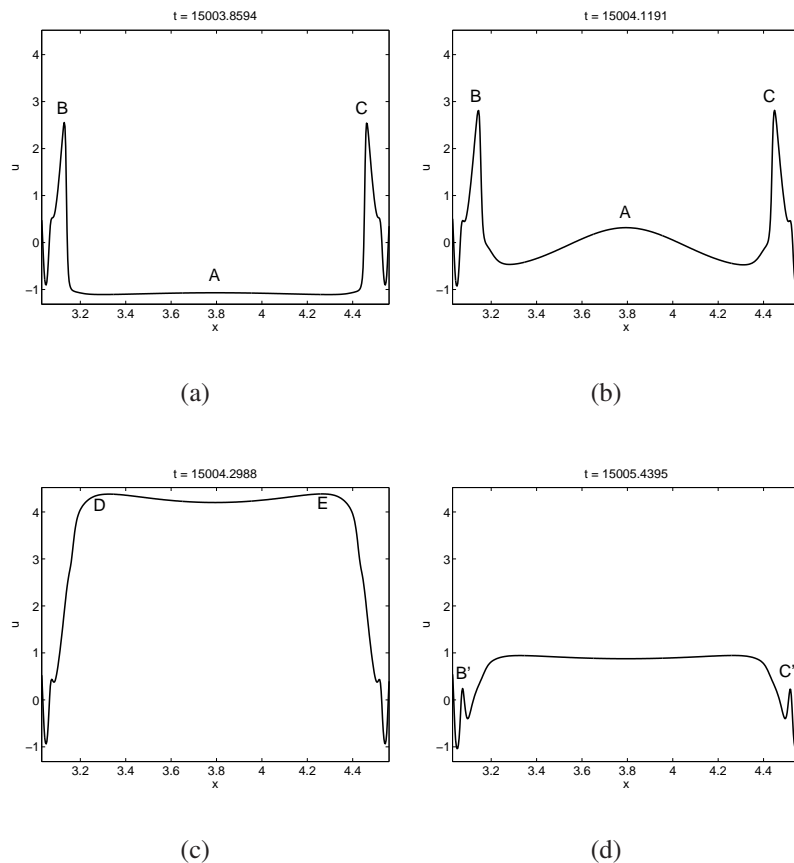 t = 15003.8594
B
C
A
4
3
2
1
0
−1
u
3.2 3.4 3.6 3.8 4 4.2 4.4
x
(a)
t = 15004.1191
B
C
A
4
3
2
1
0
−1
u
3.2 3.4 3.6 3.8 4 4.2 4.4
x
(b)
t = 15004.2988
D
E
4
3
2
1
0
−1
u
3.2 3.4 3.6 3.8 4 4.2 4.4
x
(c)
t = 15005.4395
B'
C'
4
3
2
1
0
−1
u
3.2 3.4 3.6 3.8 4 4.2 4.4
x
(d)